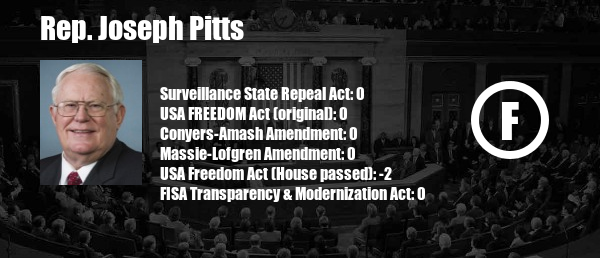 Rep. Joseph Pitts
Surveillance State Repeal Act: 0
USA FREEDOM Act (original): 0
Conyers-Amash Amendment: 0
Massie-Lofgren Amendment: 0
USA Freedom Act (House passed): -2
FISA Transparency & Modernization Act: 0
F